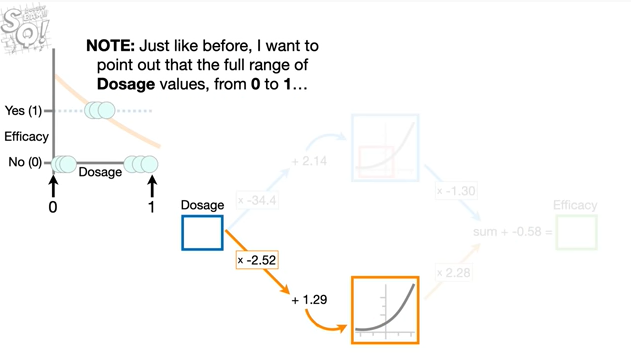 SQ!
NOTE: Just like before, I want to
point out that the full range of
Dosage values, from 0 to 1...
Yes (1)
Efficacy
No (0)
Dosage
0
1
+ 2.14
x -34.4
x -1.30
Dosage
Efficacy
sum + -0.58 =
x -2.52
x 2.28
+ 1.29